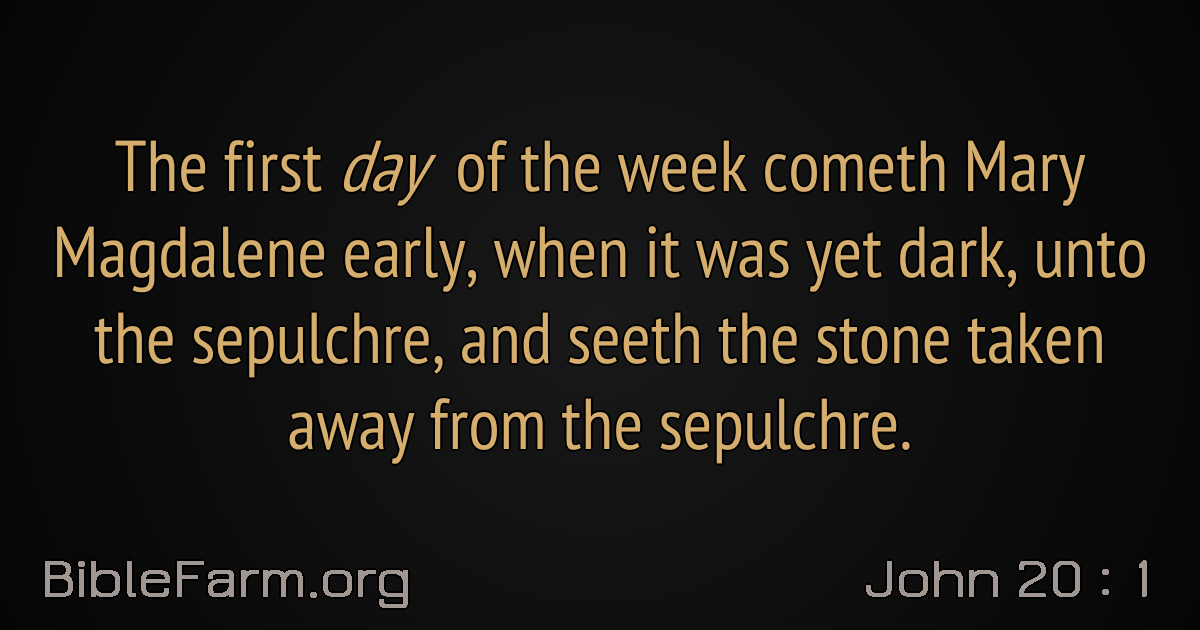 The first day of the week cometh Mary
Magdalene early, when it was yet dark, unto
the sepulchre, and seeth the stone taken
away from the sepulchre.
BibleFarm.org
John 20 : 1